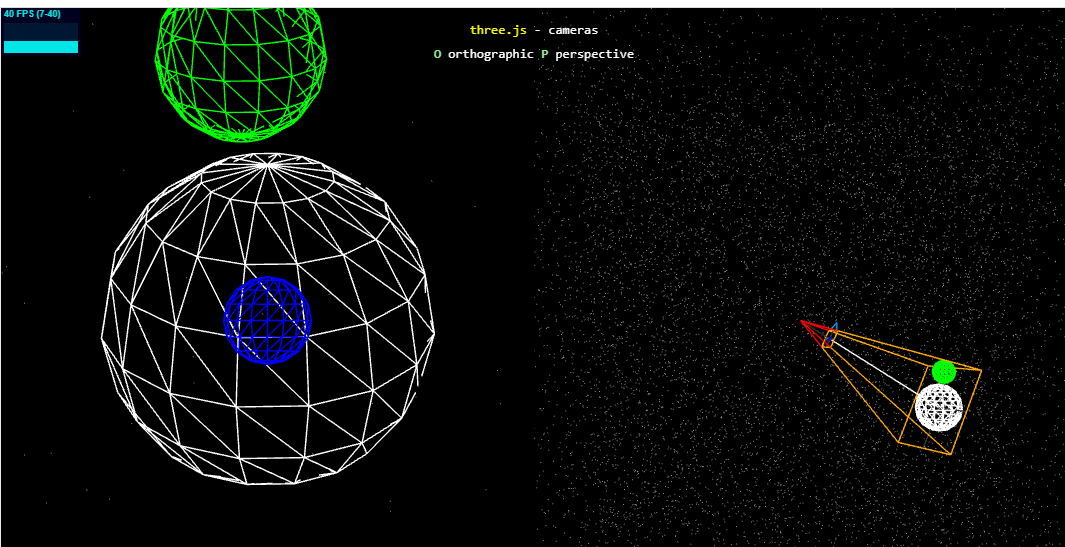 40 FPS (7-40)
three.js - cameras
O orthographic P perspective